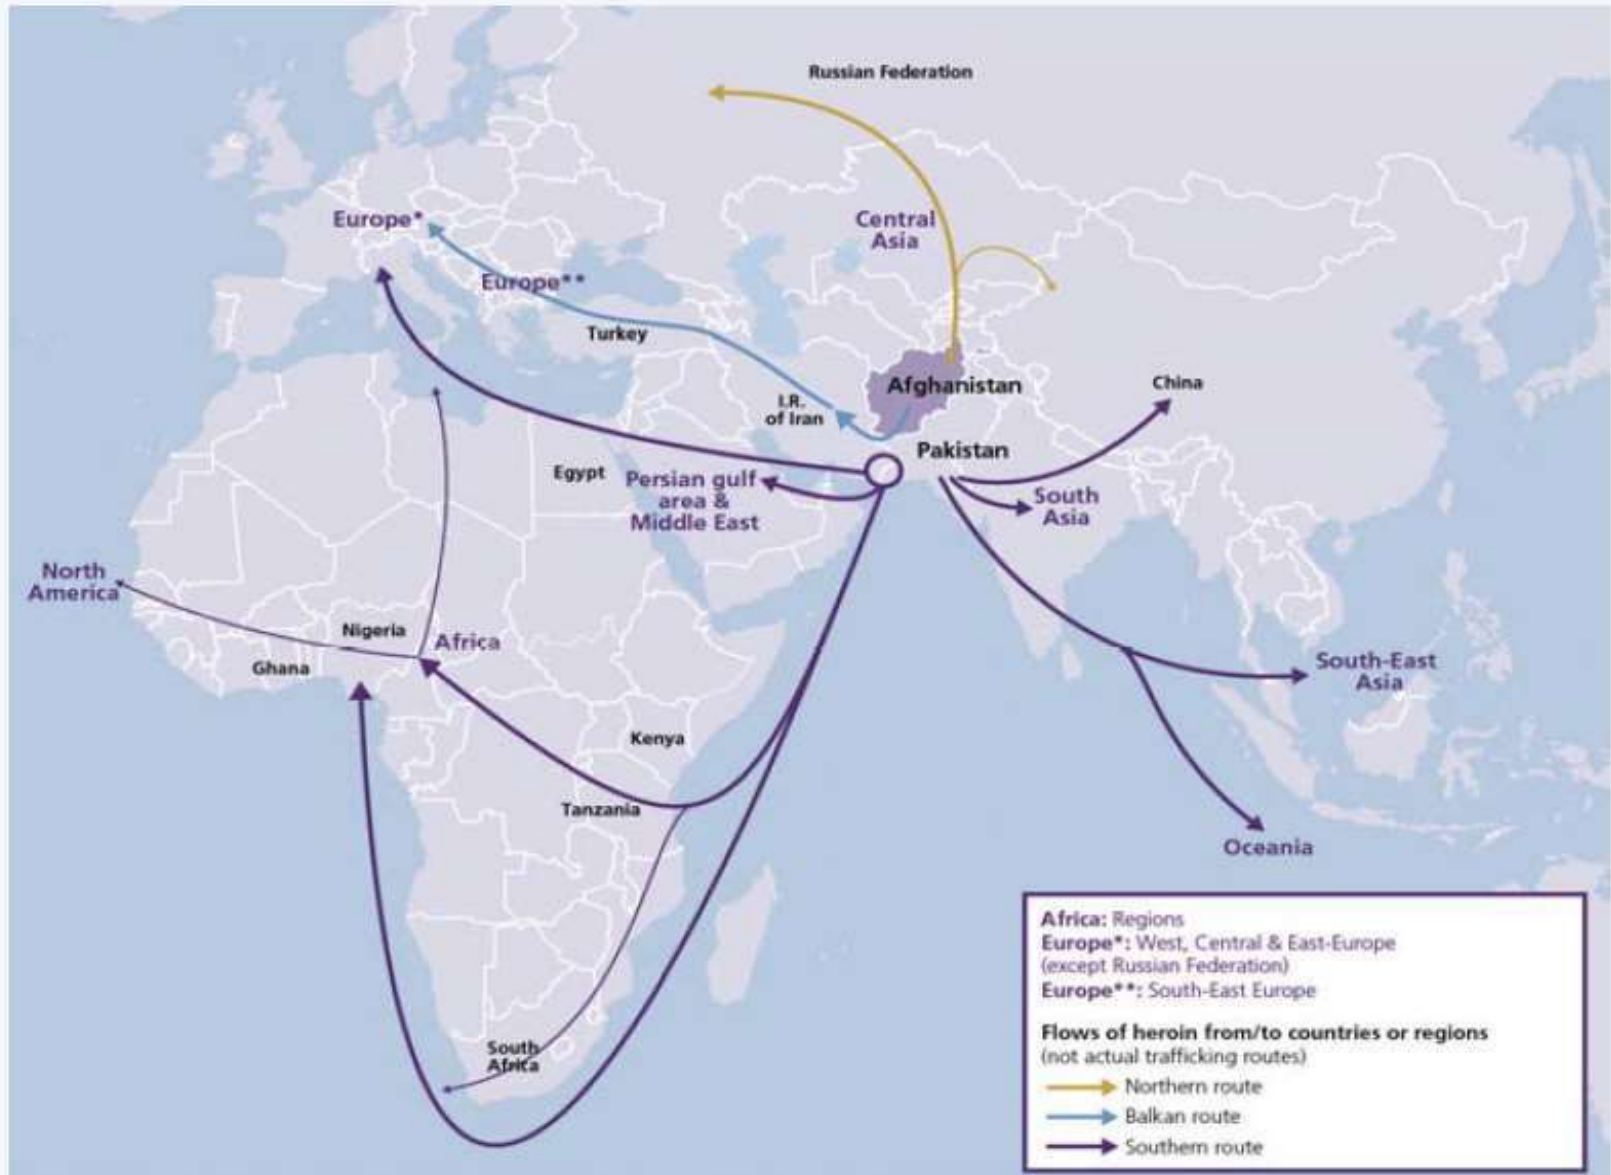 Russian Federation
Europe*
Central
Asia
Europe**
Turkey
Afghanistan
China
I.R.
of Iran
Pakistan
Egypt
Persian gulf
area &
Middle East
South
Asia
North
America
Nigeria
Africa
Ghana
South-East
Asia
Kenya
Tanzania
Oceania
South
Africa
Africa: Regions
Europe*: West, Central & East-Europe
(except Russian Federation)
Europe**: South-East Europe
Flows of heroin from/to countries or regions
(not actual trafficking routes)
Northern route
Balkan route
Southern route